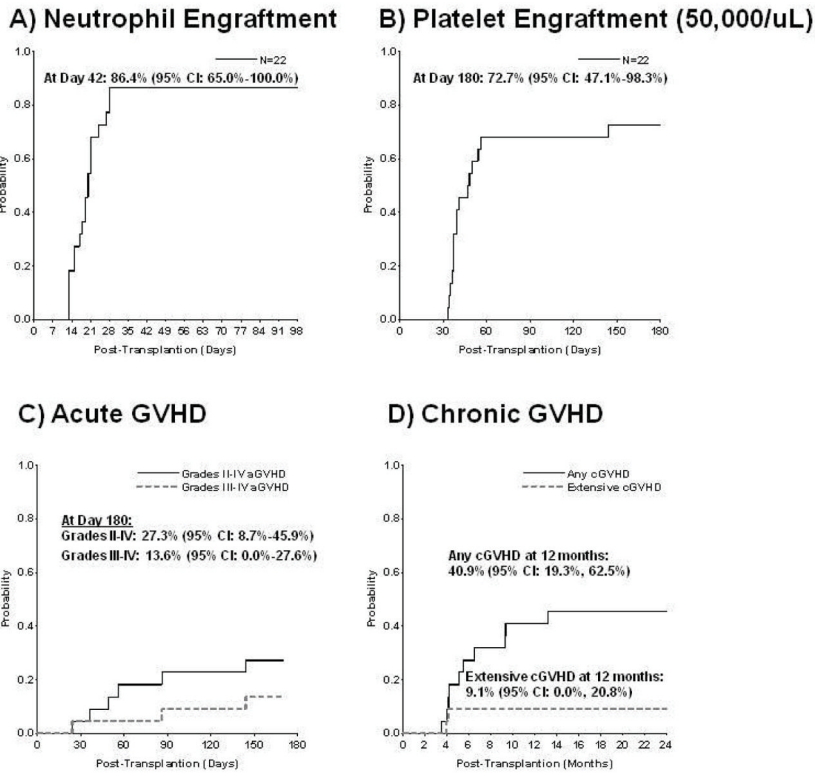 A) Neutrophil Engraftment
1.0
N=22
At Day 42: 86.4% (95% CI: 65.0%-100.0%)
0.8
0.6
Probability
0.4
0.2
0.0
0 7 14 21 28 35 42 49 56 63 70 77 84 91 98
Post-Transplantion (Days)
B) Platelet Engraftment (50,000/uL)
1.0
N=22
At Day 180: 72.7% (95% CI: 47.1%-98.3%)
0.8
0.6
Probability
0.4
0.2
0.0
0 30 60 90 120 150 180
Post-Transplantion (Days)
C) Acute GVHD
1.0
Grades II-IV aGVHD
Grades III-IV aGVHD
0.8
At Day 180:
Grades II-IV: 27.3% (95% CI: 8.7%-45.9%)
Grades III-IV: 13.6% (95% CI: 0.0%-27.6%)
0.6
Probability
0.4
0.2
0.0
0 30 60 90 120 150 180
Post-Transplantion (Days)
D) Chronic GVHD
1.0
Any cGVHD
Extensive cGVHD
0.8
Any cGVHD at 12 months:
40.9% (95% CI: 19.3%, 62.5%)
0.6
Probability
0.4
Extensive cGVHD at 12 months:
9.1% (95% CI: 0.0%, 20.8%)
0.2
0.0
0 2 4 6 8 10 12 14 16 18 20 22 24
Post-Transplantion (Months)